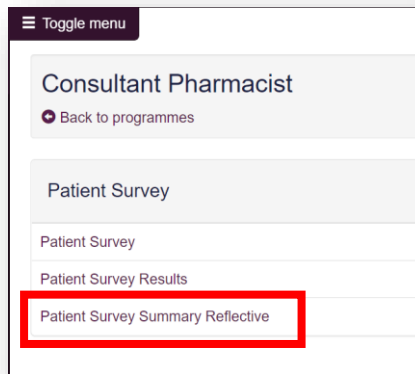 Toggle menu
Consultant Pharmacist
Back to programmes
Patient Survey
Patient Survey
Patient Survey Results
Patient Survey Summary Reflective